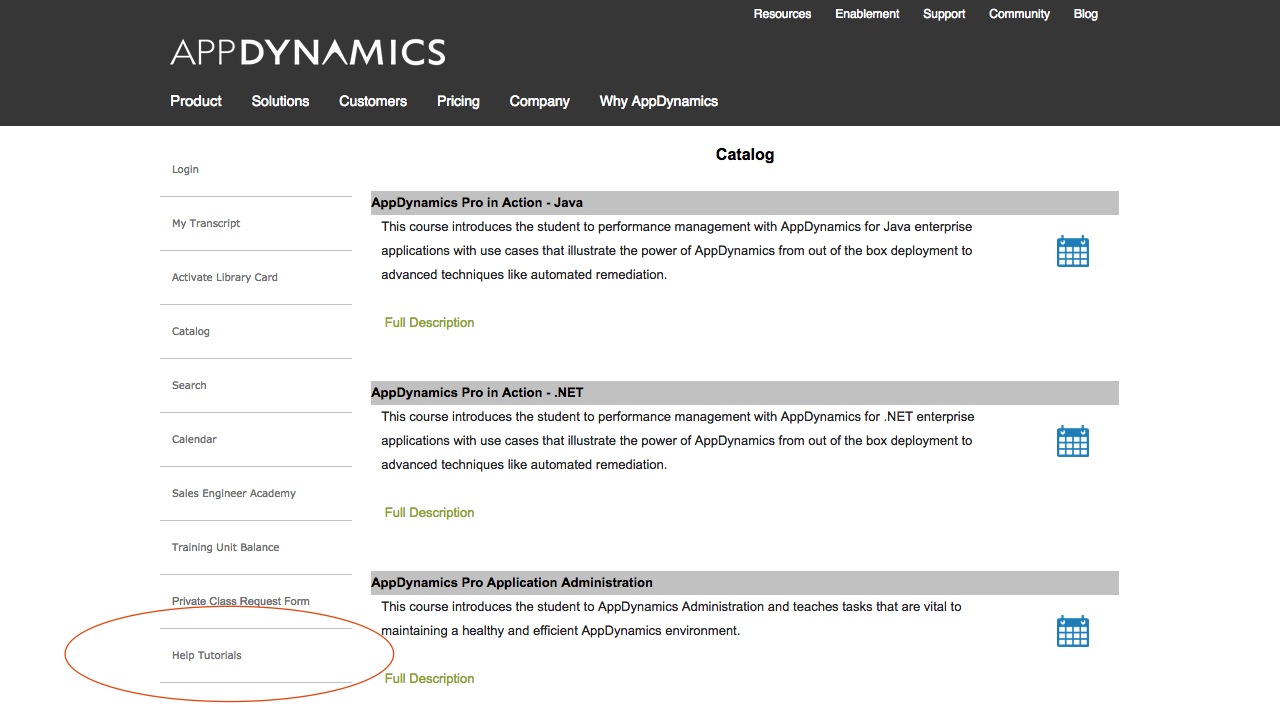 Resources Enablement Support Community Blog
APPDYNAMICS
Product Solutions Customers Pricing Company Why AppDynamics
Login
My Transcript
Activate Library Card
Catalog
Search
Calendar
Sales Engineer Academy
Training Unit Balance
Private Class Request Form
Help Tutorials
Catalog
AppDynamics Pro in Action - Java
This course introduces the student to performance management with AppDynamics for Java enterprise
applications with use cases that illustrate the power of AppDynamics from out of the box deployment to
advanced techniques like automated remediation.
Full Description
AppDynamics Pro in Action - .NET
This course introduces the student to performance management with AppDynamics for .NET enterprise
applications with use cases that illustrate the power of AppDynamics from out of the box deployment to
advanced techniques like automated remediation.
Full Description
AppDynamics Pro Application Administration
This course introduces the student to AppDynamics Administration and teaches tasks that are vital to
maintaining a healthy and efficient AppDynamics environment.
Full Description